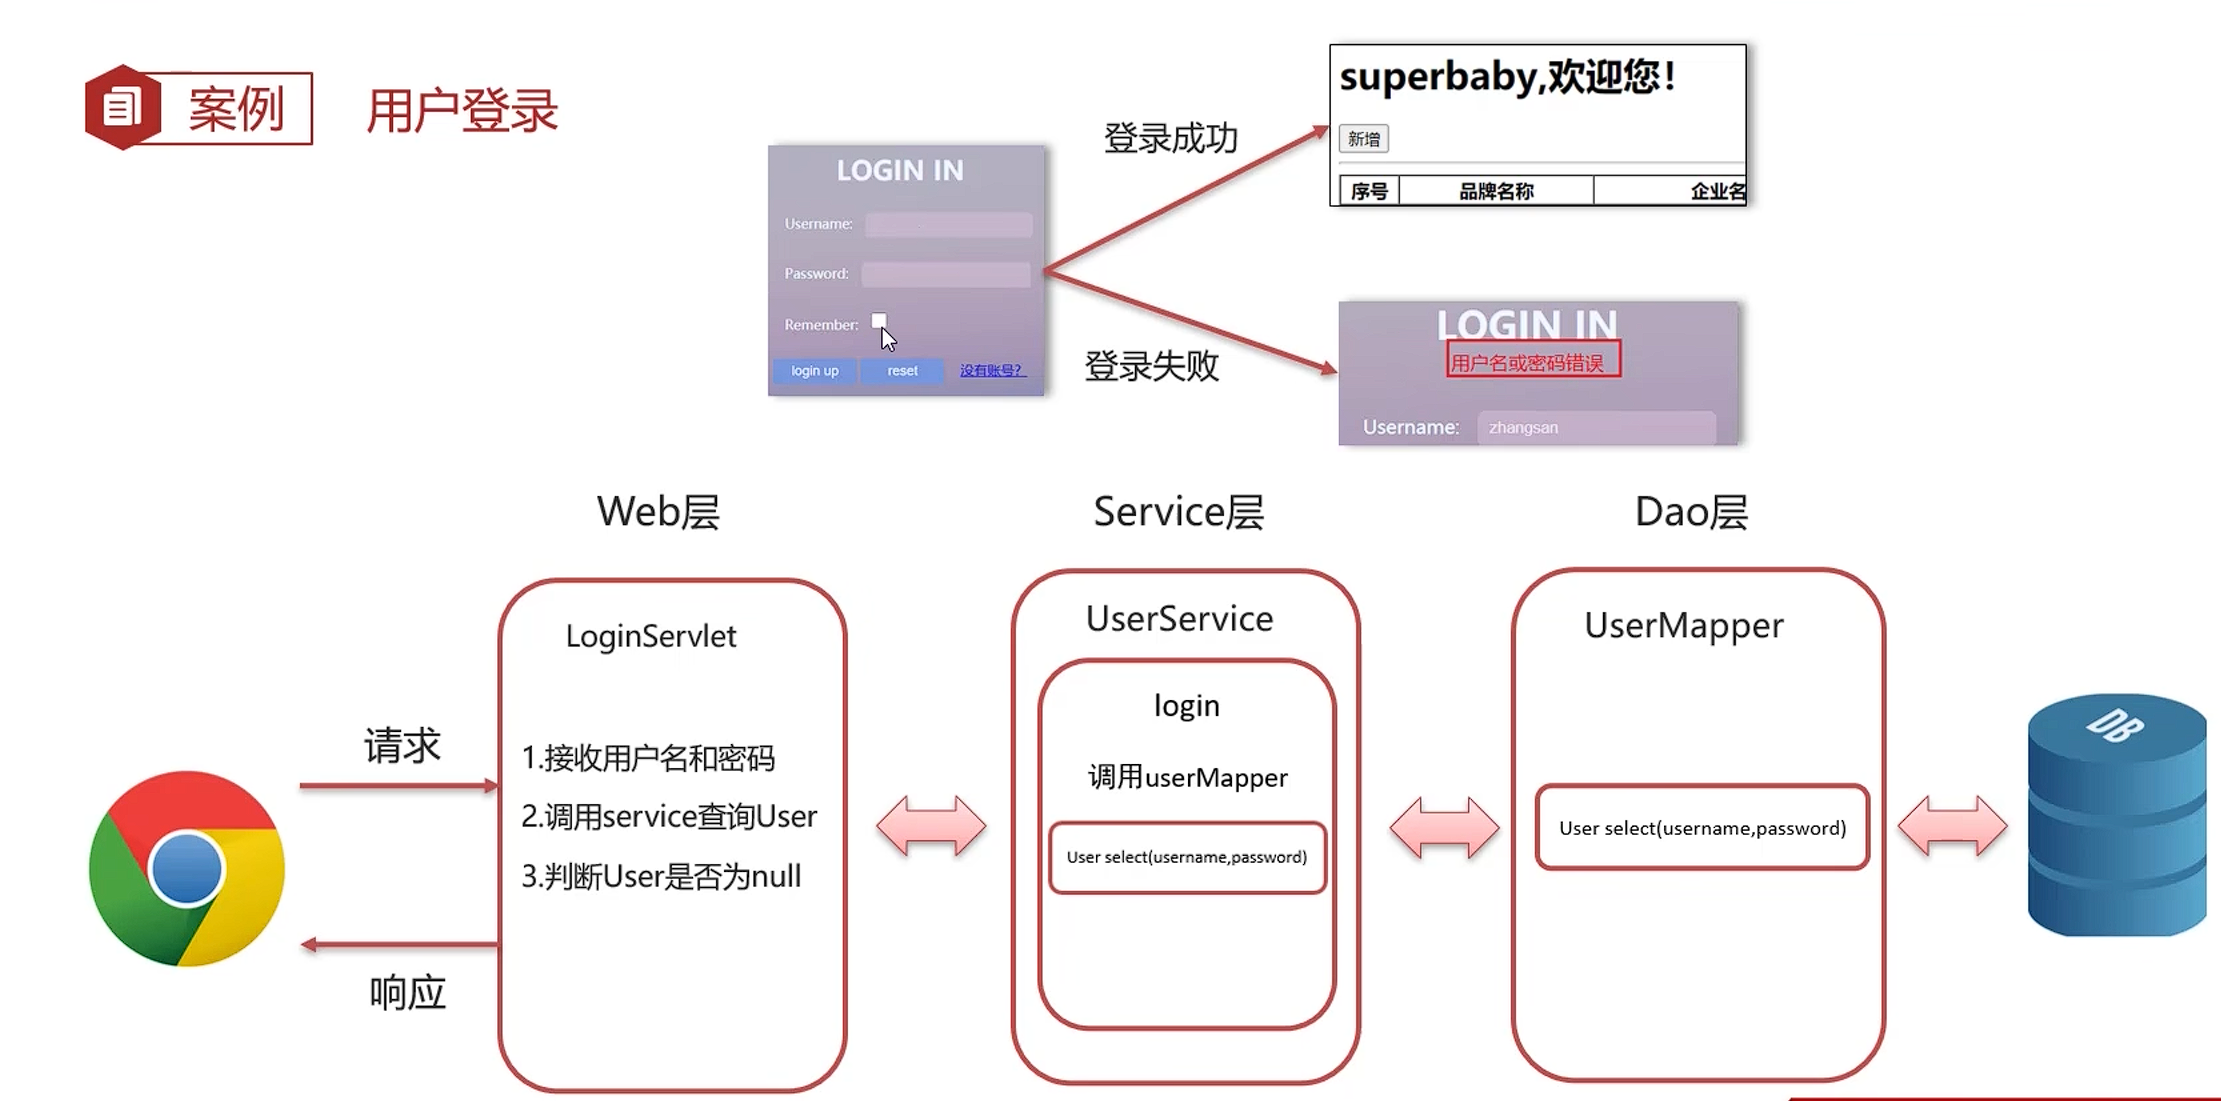 案例
用户登录
LOGIN IN
Username:
Password:
Remember:
login up
reset
没有账号?
登录成功
superbaby,欢迎您!
新增
序号
品牌名称
企业名
登录失败
LOGIN IN
用户名或密码错误
Username:
zhangsan
Web层
Service层
Dao层
请求
响应
LoginServlet
1.接收用户名和密码
2.调用service查询User
3.判断User是否为null
UserService
login
调用userMapper
User select(username,password)
UserMapper
User select(username,password)
DB